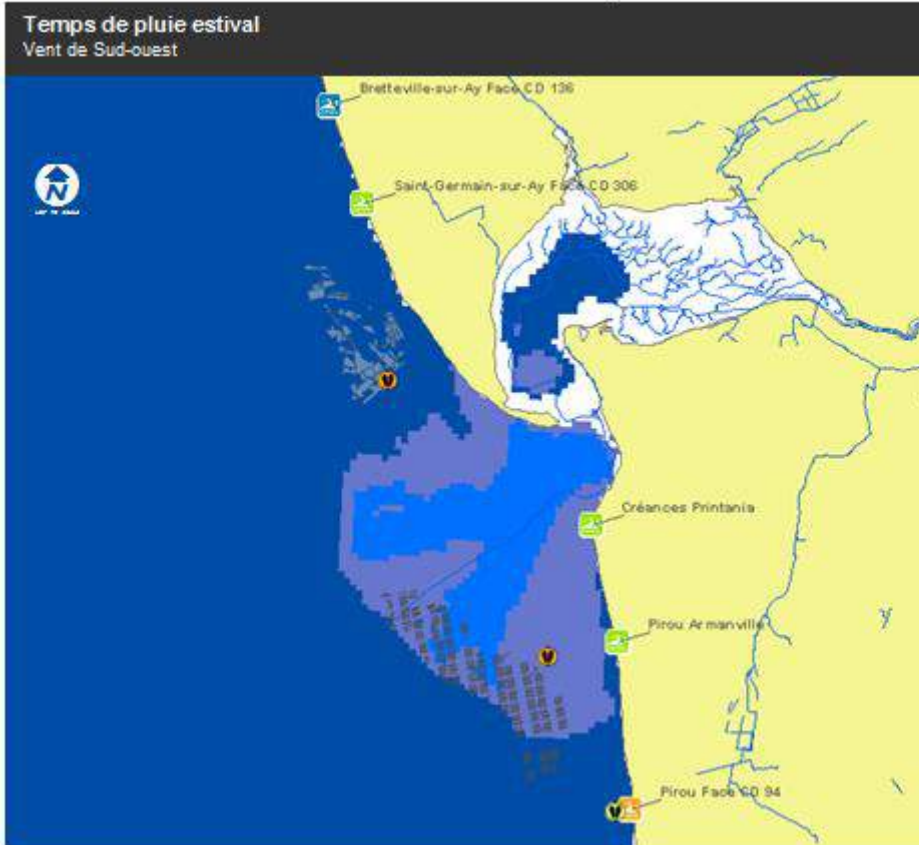 Temps de pluie estival
Vent de Sud-ouest
Bretteville-sur-Ay Face CD 136
Saint-Germain-sur-Ay Face CD 306
N
Créances Printania
Pirou Armanville
Pirou Face CD 94